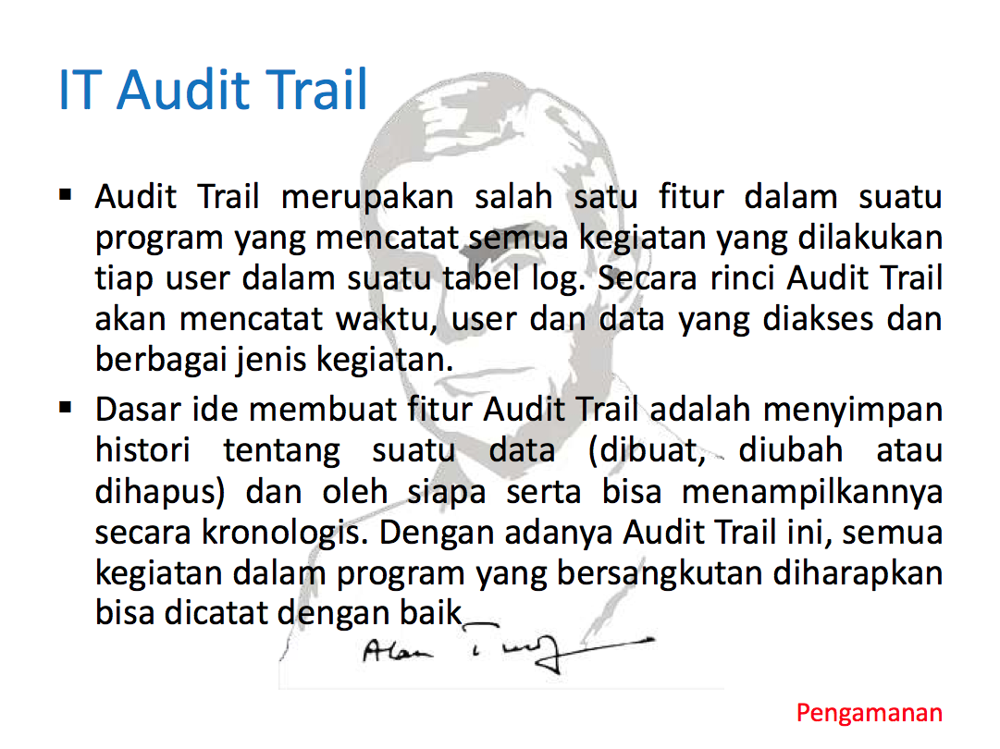 IT Audit Trail
▪ Audit Trail merupakan salah satu fitur dalam suatu
program yang mencatat semua kegiatan yang dilakukan
tiap user dalam suatu tabel log. Secara rinci Audit Trail
akan mencatat waktu, user dan data yang diakses dan
berbagai jenis kegiatan.
▪ Dasar ide membuat fitur Audit Trail adalah menyimpan
histori tentang suatu data (dibuat, diubah atau
dihapus) dan oleh siapa serta bisa menampilkannya
secara kronologis. Dengan adanya Audit Trail ini, semua
kegiatan dalam program yang bersangkutan diharapkan
bisa dicatat dengan baik
Alan Turing
Pengamanan